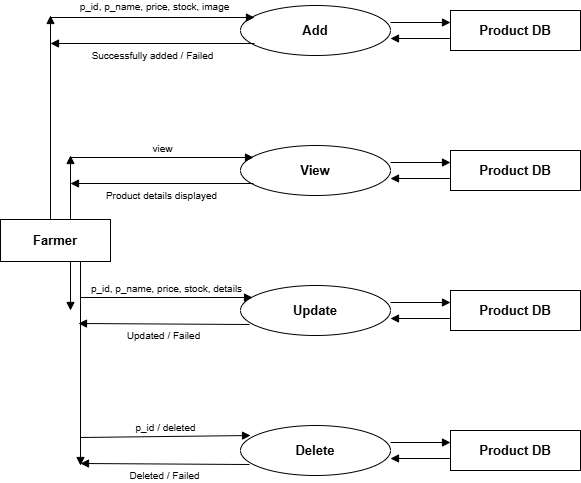 p_id, p_name, price, stock, image
Add
Product DB
Successfully added / Failed
view
View
Product DB
Product details displayed
Farmer
p_id, p_name, price, stock, details
Update
Product DB
Updated / Failed
p_id / deleted
Delete
Product DB
Deleted / Failed